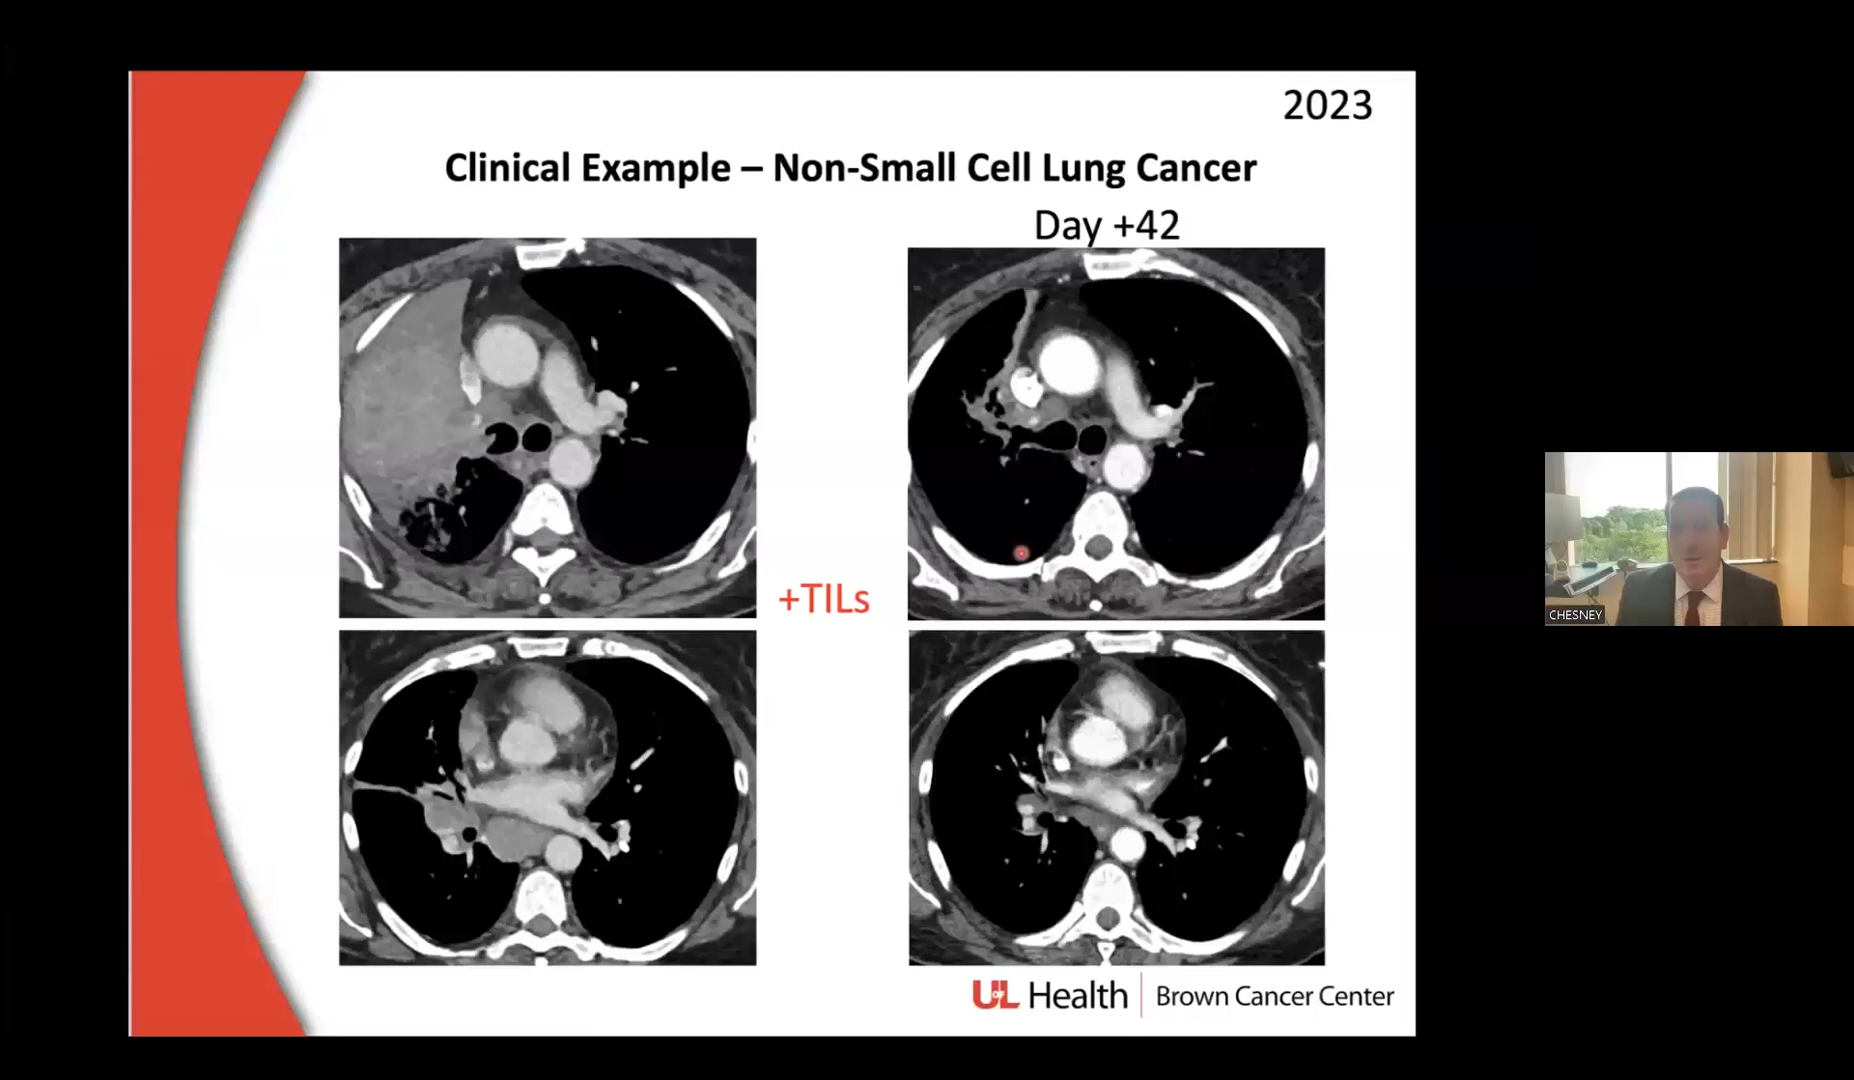 2023
Clinical Example – Non-Small Cell Lung Cancer
Day +42
+TILs
CHESNEY
UofL Health | Brown Cancer Center